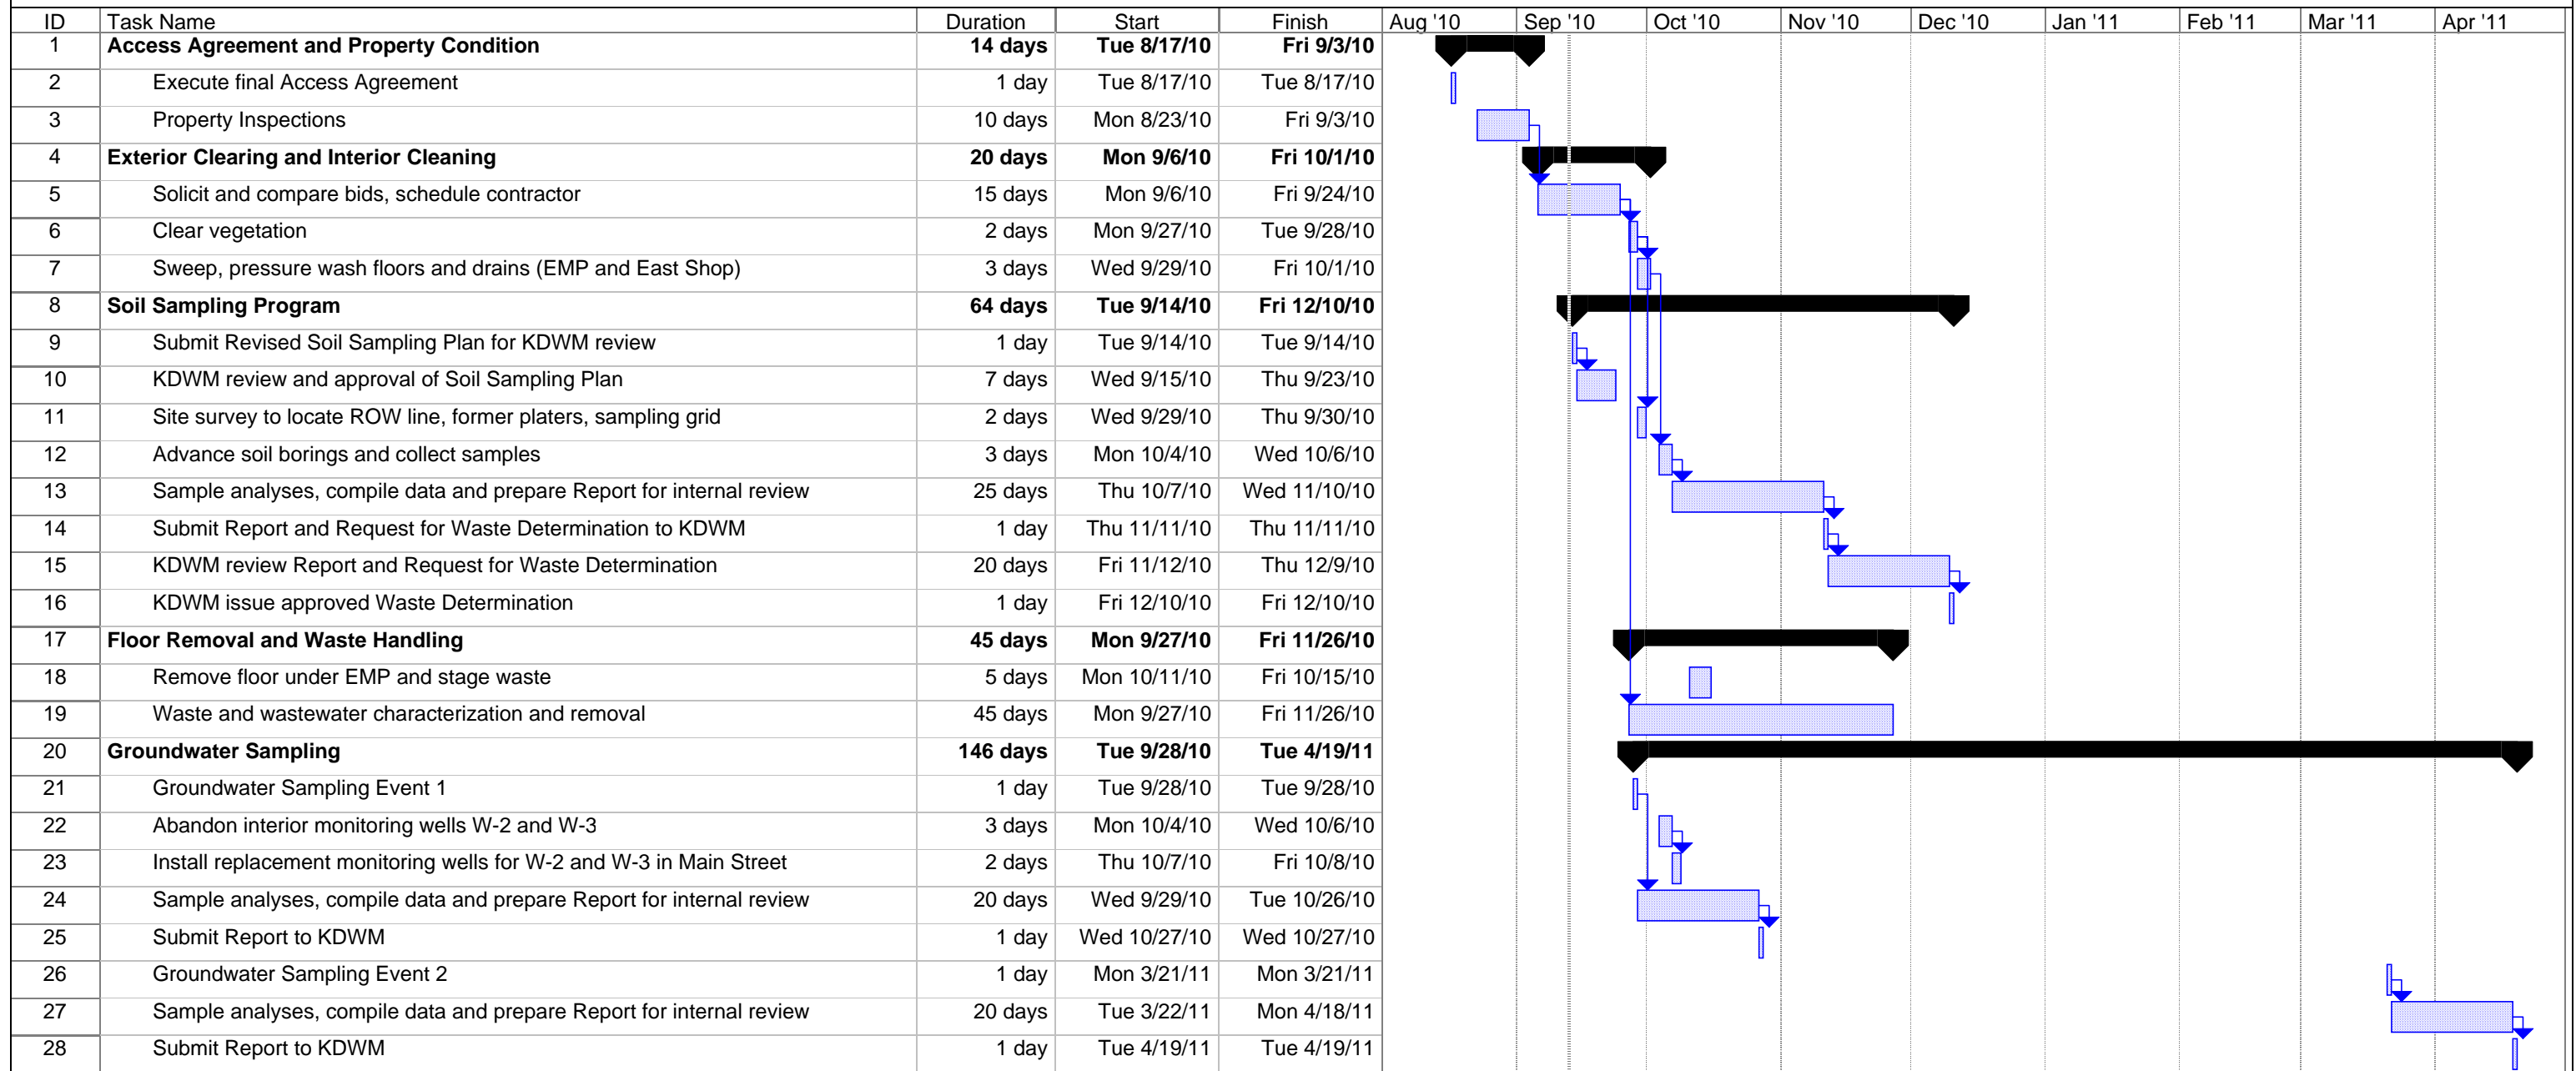 ID Task Name Duration Start Finish Aug '10 Sep '10 Oct '10 Nov '10 Dec '10 Jan '11 Feb '11 Mar '11 Apr '11
1 Access Agreement and Property Condition 14 days Tue 8/17/10 Fri 9/3/10
2 Execute final Access Agreement 1 day Tue 8/17/10 Tue 8/17/10
3 Property Inspections 10 days Mon 8/23/10 Fri 9/3/10
4 Exterior Clearing and Interior Cleaning 20 days Mon 9/6/10 Fri 10/1/10
5 Solicit and compare bids, schedule contractor 15 days Mon 9/6/10 Fri 9/24/10
6 Clear vegetation 2 days Mon 9/27/10 Tue 9/28/10
7 Sweep, pressure wash floors and drains (EMP and East Shop) 3 days Wed 9/29/10 Fri 10/1/10
8 Soil Sampling Program 64 days Tue 9/14/10 Fri 12/10/10
9 Submit Revised Soil Sampling Plan for KDWM review 1 day Tue 9/14/10 Tue 9/14/10
10 KDWM review and approval of Soil Sampling Plan 7 days Wed 9/15/10 Thu 9/23/10
11 Site survey to locate ROW line, former platers, sampling grid 2 days Wed 9/29/10 Thu 9/30/10
12 Advance soil borings and collect samples 3 days Mon 10/4/10 Wed 10/6/10
13 Sample analyses, compile data and prepare Report for internal review 25 days Thu 10/7/10 Wed 11/10/10
14 Submit Report and Request for Waste Determination to KDWM 1 day Thu 11/11/10 Thu 11/11/10
15 KDWM review Report and Request for Waste Determination 20 days Fri 11/12/10 Thu 12/9/10
16 KDWM issue approved Waste Determination 1 day Fri 12/10/10 Fri 12/10/10
17 Floor Removal and Waste Handling 45 days Mon 9/27/10 Fri 11/26/10
18 Remove floor under EMP and stage waste 5 days Mon 10/11/10 Fri 10/15/10
19 Waste and wastewater characterization and removal 45 days Mon 9/27/10 Fri 11/26/10
20 Groundwater Sampling 146 days Tue 9/28/10 Tue 4/19/11
21 Groundwater Sampling Event 1 1 day Tue 9/28/10 Tue 9/28/10
22 Abandon interior monitoring wells W-2 and W-3 3 days Mon 10/4/10 Wed 10/6/10
23 Install replacement monitoring wells for W-2 and W-3 in Main Street 2 days Thu 10/7/10 Fri 10/8/10
24 Sample analyses, compile data and prepare Report for internal review 20 days Wed 9/29/10 Tue 10/26/10
25 Submit Report to KDWM 1 day Wed 10/27/10 Wed 10/27/10
26 Groundwater Sampling Event 2 1 day Mon 3/21/11 Mon 3/21/11
27 Sample analyses, compile data and prepare Report for internal review 20 days Tue 3/22/11 Mon 4/18/11
28 Submit Report to KDWM 1 day Tue 4/19/11 Tue 4/19/11